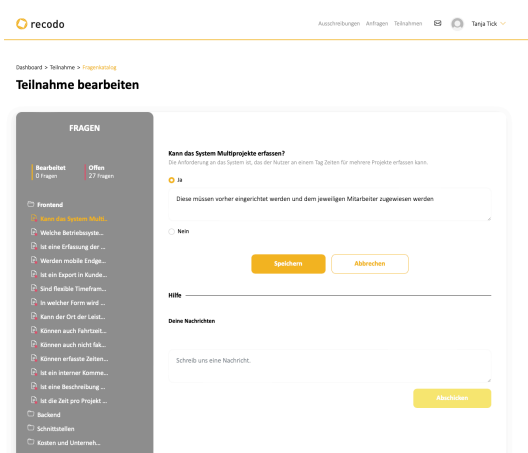 recodo
Ausschreibungen Anfragen Teilnahmen Tanja Tick
Dashboard > Teilnahme > Fragenkatalog
Teilnahme bearbeiten
FRAGEN
Bearbeitet
0 Fragen
Offen
27 Fragen
Frontend
Kann das System Multi...
Welche Betriebssyste...
Ist eine Erfassung der ...
Werden mobile Endge...
Ist ein Export in Kunde...
Sind flexible Timefram...
In welcher Form wird ...
Kann der Ort der Leist...
Können auch Fahrtzeit...
Können auch nicht fak...
Können erfasste Zeiten...
Ist ein interner Komme...
Ist eine Beschreibung ...
Ist die Zeit pro Projekt ...
Backend
Schnittstellen
Kosten und Unterneh...
Kann das System Multiprojekte erfassen?
Die Anforderung an das System ist, das der Nutzer an einem Tag Zeiten für mehrere Projekte erfassen kann.
Ja
Diese müssen vorher eingerichtet werden und dem jeweiligen Mitarbeiter zugewiesen werden
Nein
Speichern
Abbrechen
Hilfe
Deine Nachrichten
Schreib uns eine Nachricht.
Abschicken